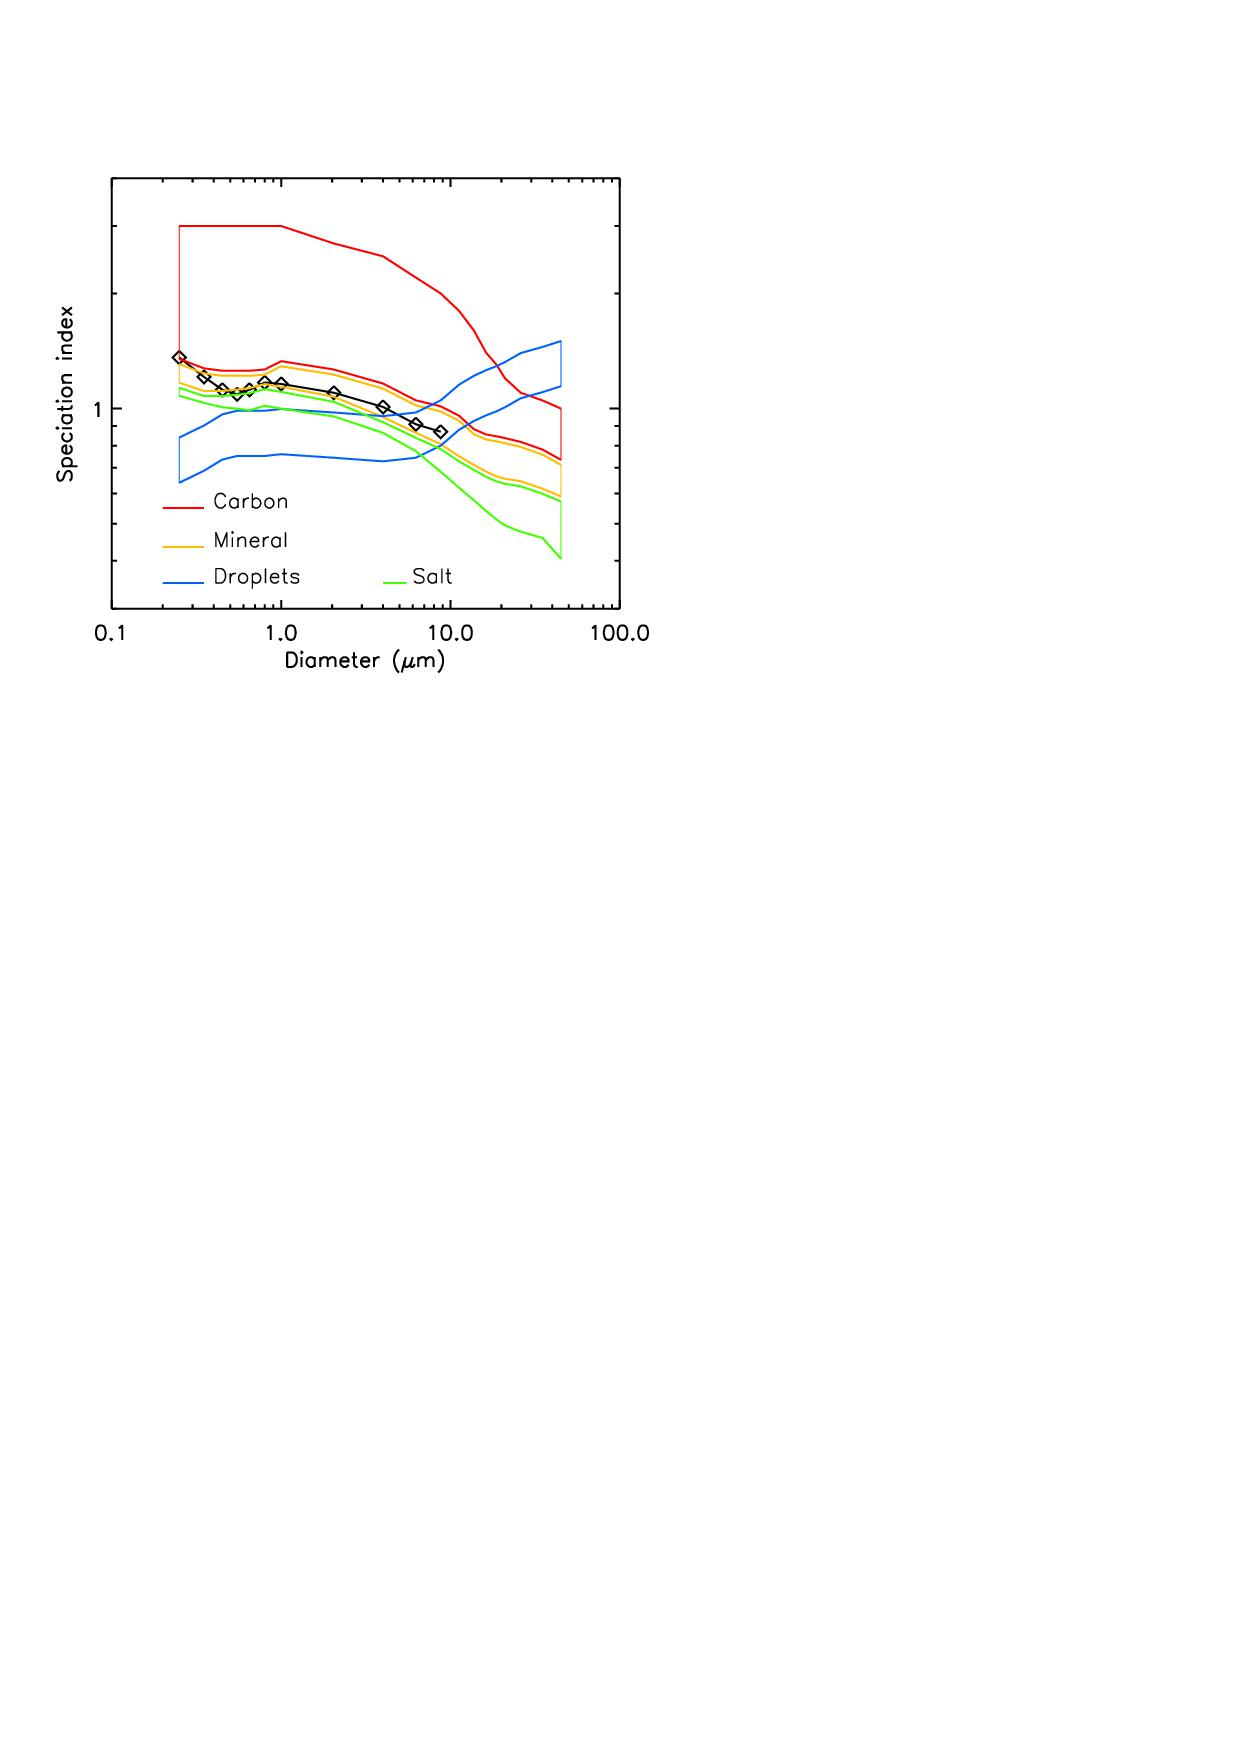 Speciation index
1
Carbon
Mineral
Droplets Salt
0.1 1.0 10.0 100.0
Diameter (μm)